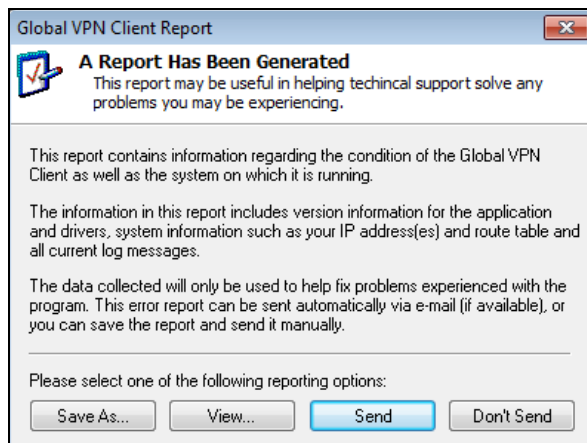 Global VPN Client Report
A Report Has Been Generated
This report may be useful in helping techincal support solve any
problems you may be experiencing.
This report contains information regarding the condition of the Global VPN
Client as well as the system on which it is running.
The information in this report includes version information for the application
and drivers, system information such as your IP address(es) and route table and
all current log messages.
The data collected will only be used to help fix problems experienced with the
program. This error report can be sent automatically via e-mail (if available), or
you can save the report and send it manually.
Please select one of the following reporting options:
Save As... View... Send Don't Send